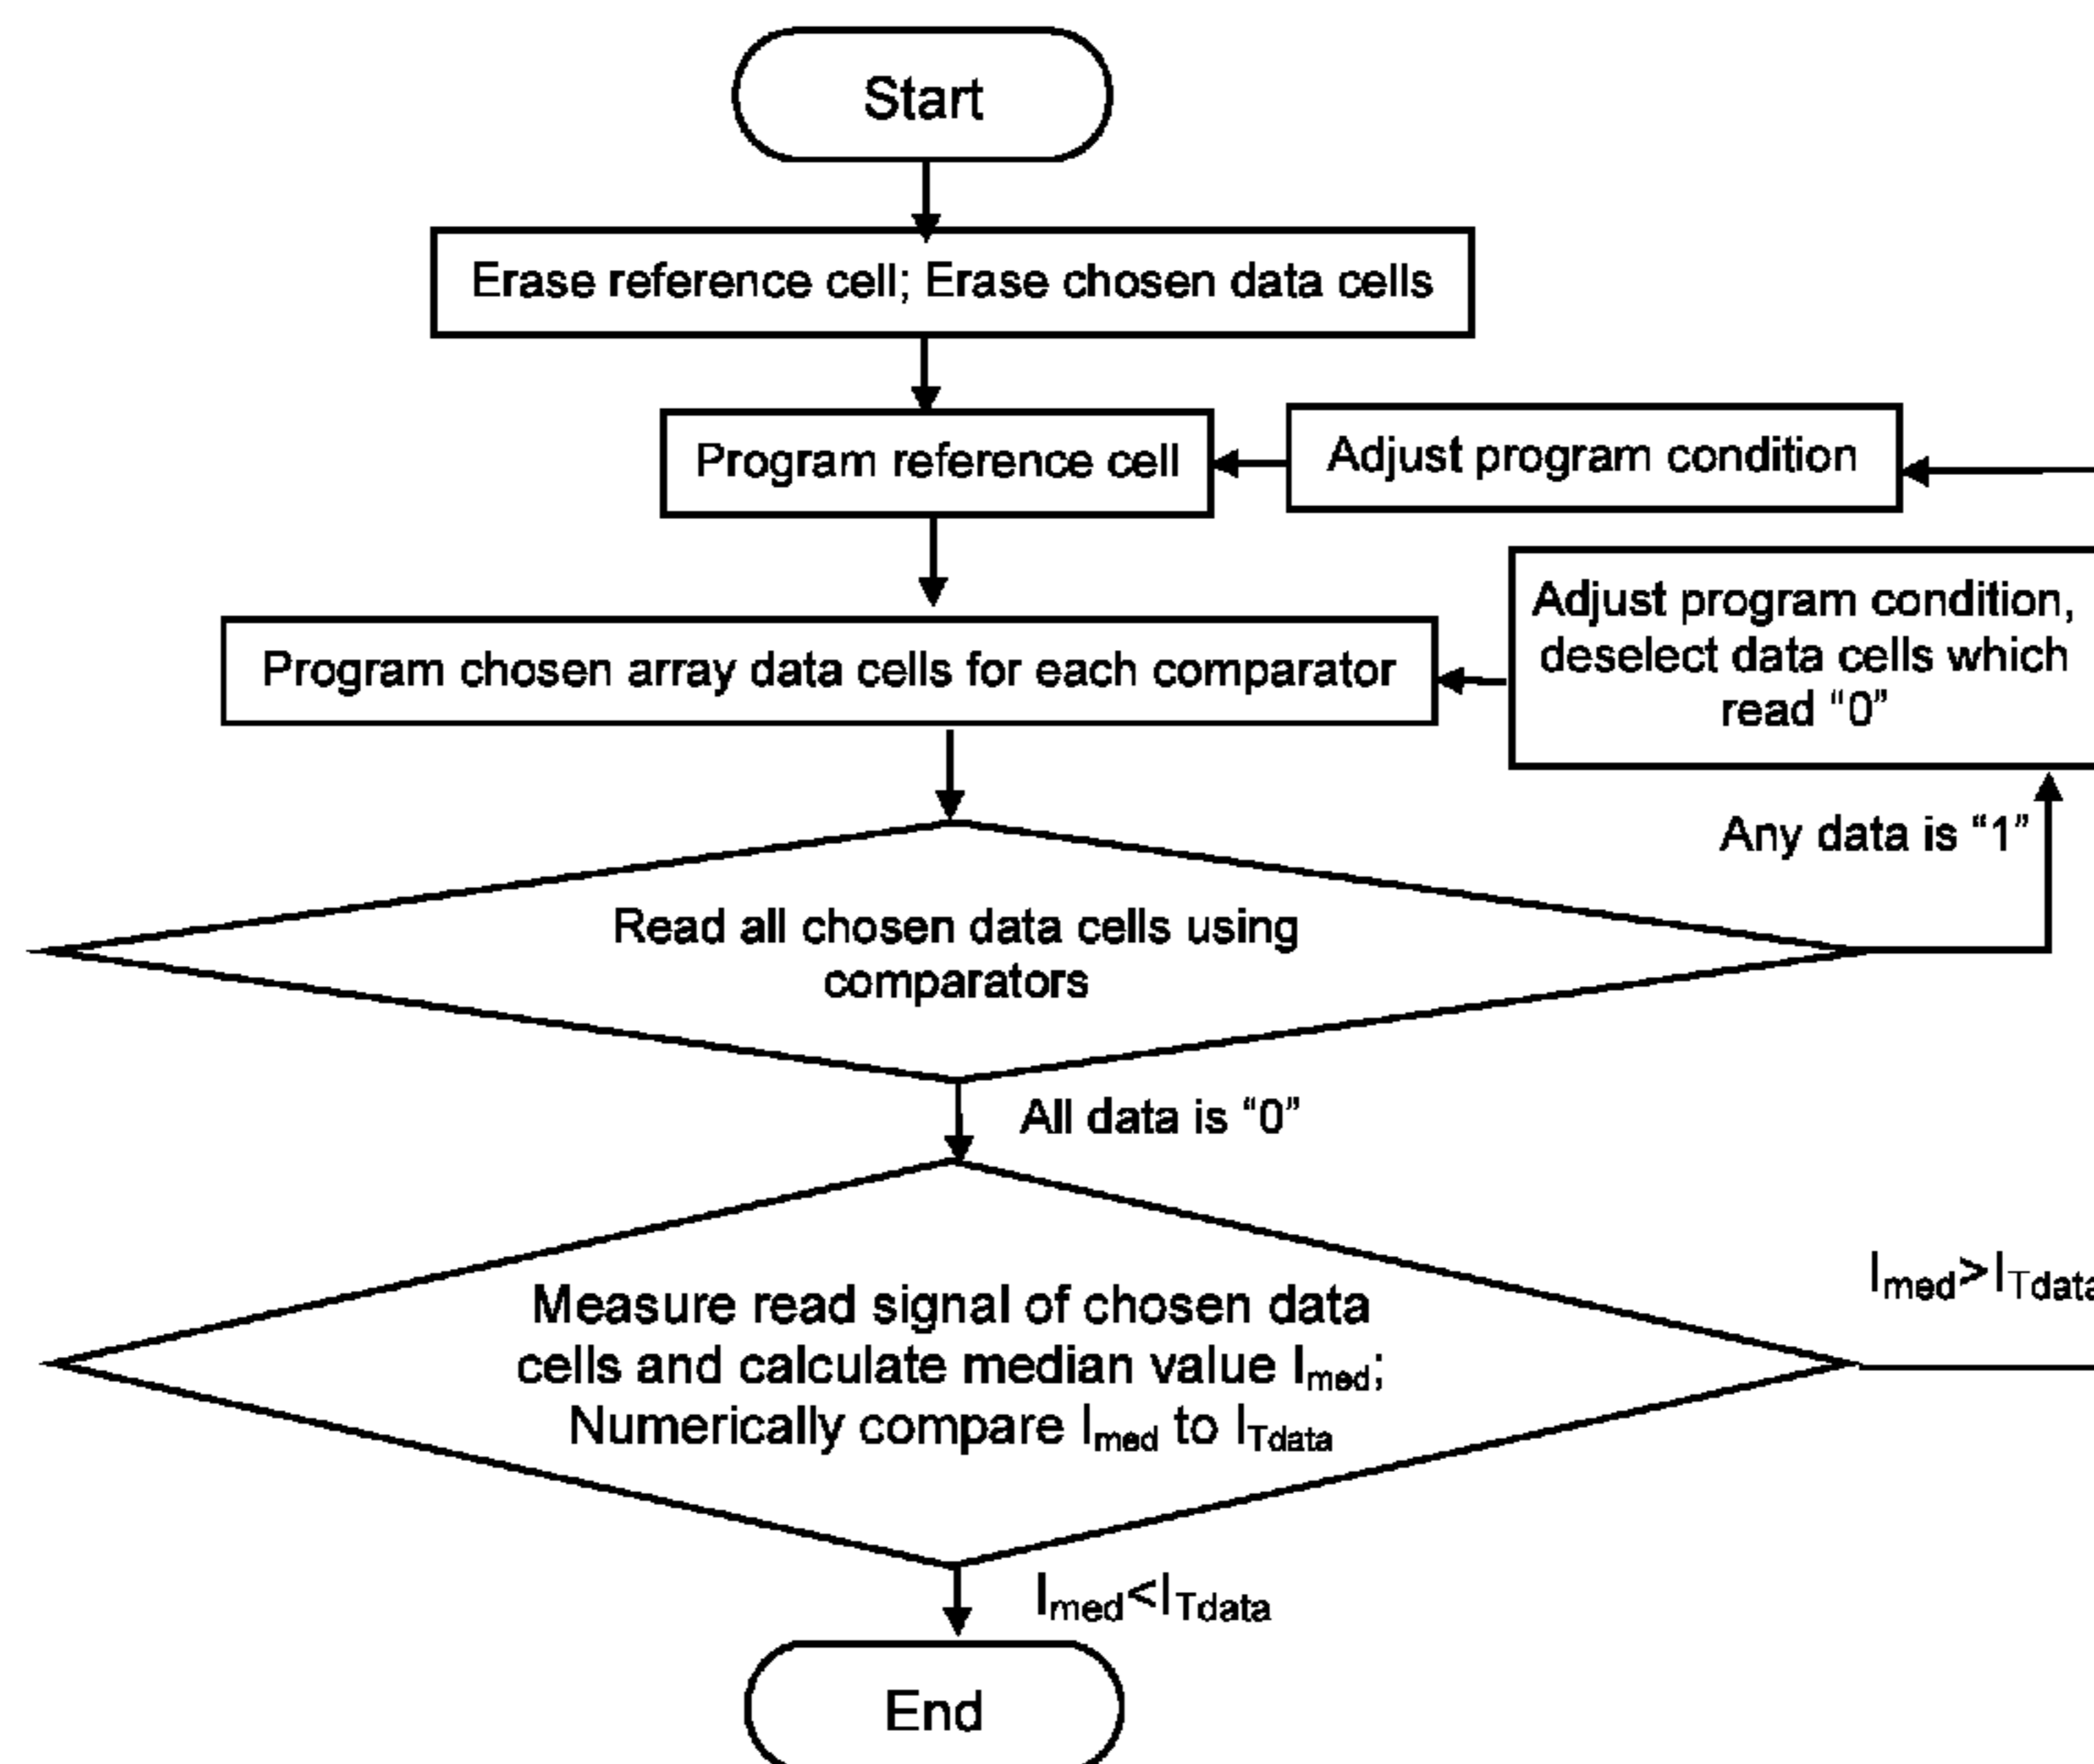 Start
Erase reference cell; Erase chosen data cells
Program reference cell
Adjust program condition
Adjust program condition,
deselect data cells which
read “0”
Program chosen array data cells for each comparator
Any data is “1”
Read all chosen data cells using
comparators
All data is “0”
Measure read signal of chosen data
cells and calculate median value Imed;
Numerically compare Imed to ITdata
Imed>ITdata
Imed<ITdata
End